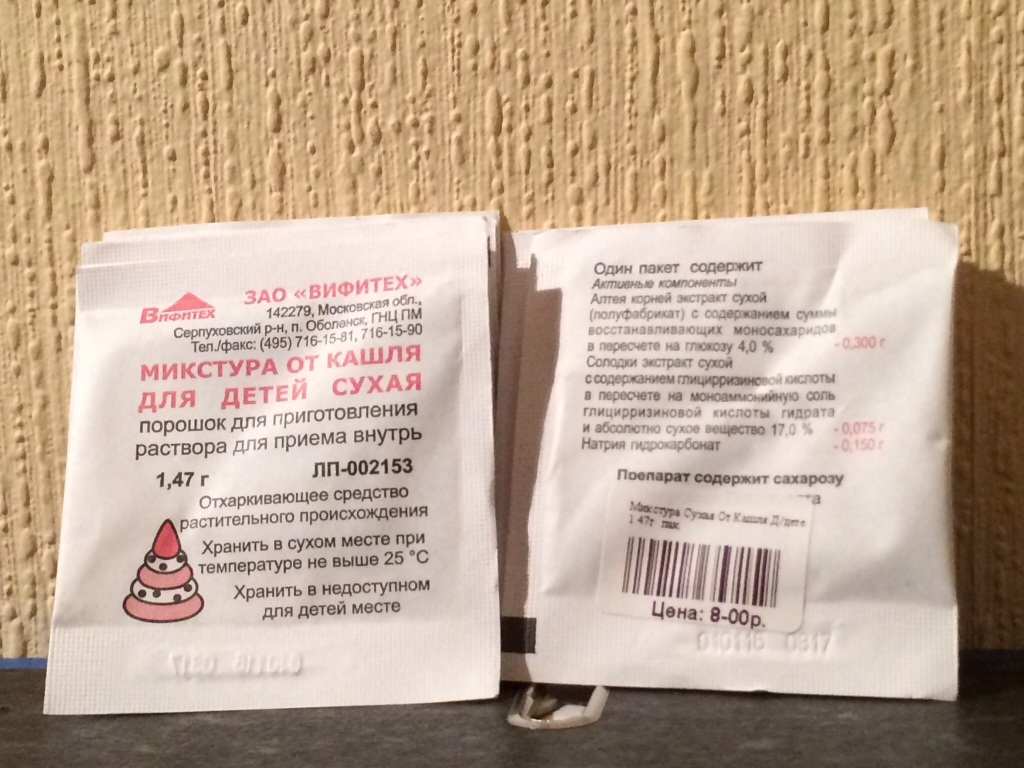 ЗАО «ВИФИТЕХ»
ВИФИТЕХ
142279, Московская обл.,
Серпуховский р-н, п. Оболенск, ГНЦ ПМ
Тел./факс: (495) 716-15-81, 716-15-90
МИКСТУРА ОТ КАШЛЯ
ДЛЯ ДЕТЕЙ СУХАЯ
порошок для приготовления
раствора для приема внутрь
1,47 г ЛП-002153
Отхаркивающее средство
растительного происхождения
Хранить в сухом месте при
температуре не выше 25 °С
Хранить в недоступном
для детей месте
Один пакет содержит
Активные компоненты
Алтея корней экстракт сухой
(полуфабрикат) с содержанием суммы
восстанавливающих моносахаридов
в пересчете на глюкозу 4,0 % - 0,300 г
Солодки экстракт сухой
с содержанием глицирризиновой кислоты
в пересчете на моноаммонийную соль
глицирризиновой кислоты гидрата
и абсолютно сухое вещество 17,0 % - 0,075 г
Натрия гидрокарбонат - 0,150 г
Препарат содержит сахарозу
Микстура Сухая От Кашля Д/дете
1 47г пак
Цена: 8-00р.
010116 0317